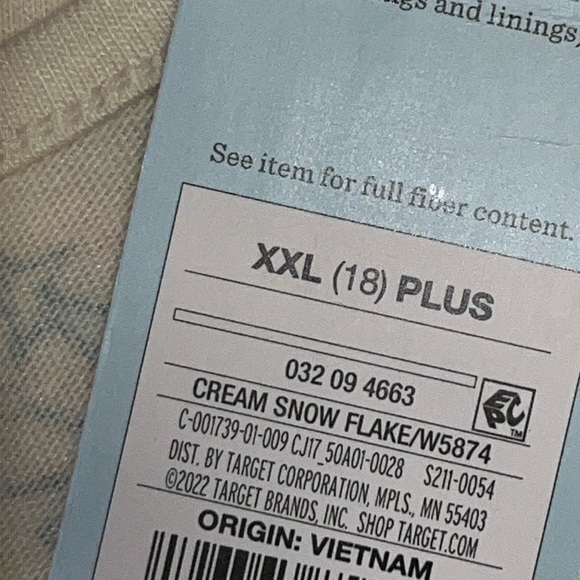 and linings,
See item for full fiber content.
XXL (18) PLUS
032 09 4663
EPC
TM
CREAM SNOW FLAKE/W5874
C-001739-01-009 CJ17_50A01-0028 S211-0054
DIST. BY TARGET CORPORATION, MPLS., MN 55403
©2022 TARGET BRANDS, INC. SHOP TARGET.COM
ORIGIN: VIETNAM